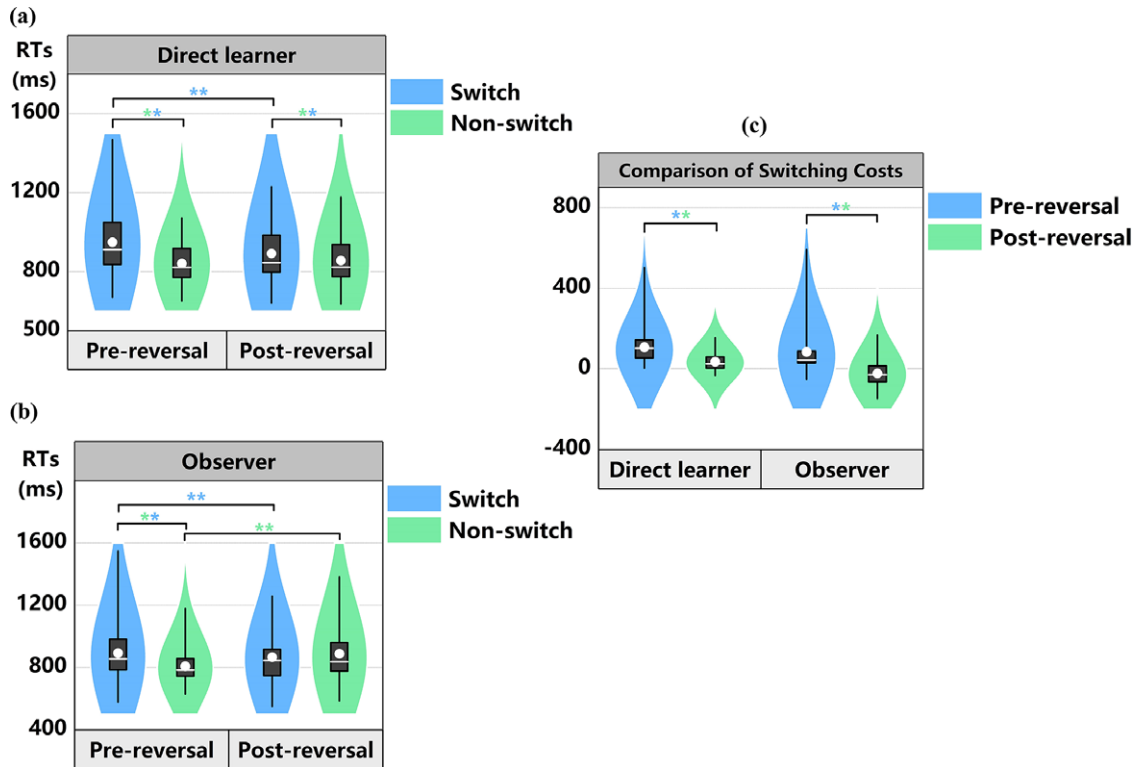 (a)
RTs
(ms)
Direct learner
**
1600
** **
Switch
Non-switch
1200
800
500
Pre-reversal Post-reversal
(b)
RTs
(ms)
Observer
**
** **
Switch
Non-switch
1600
1200
800
400
Pre-reversal Post-reversal
(c)
Comparison of Switching Costs
800
** **
Pre-reversal
Post-reversal
400
0
-400
Direct learner Observer